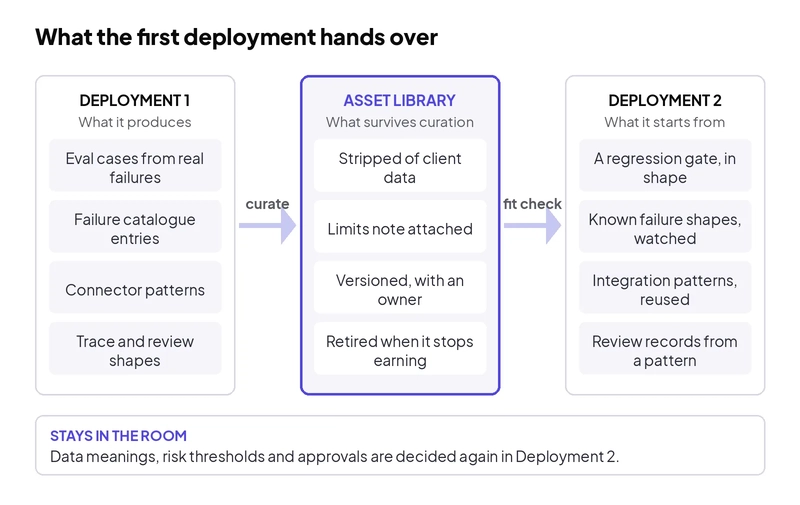 What the first deployment hands over
DEPLOYMENT 1
What it produces
Eval cases from real
failures
Failure catalogue
entries
Connector patterns
Trace and review
shapes
curate
ASSET LIBRARY
What survives curation
Stripped of client
data
Limits note attached
Versioned, with an
owner
Retired when it stops
earning
fit check
DEPLOYMENT 2
What it starts from
A regression gate, in
shape
Known failure shapes,
watched
Integration patterns,
reused
Review records from
a pattern
STAYS IN THE ROOM
Data meanings, risk thresholds and approvals are decided again in Deployment 2.